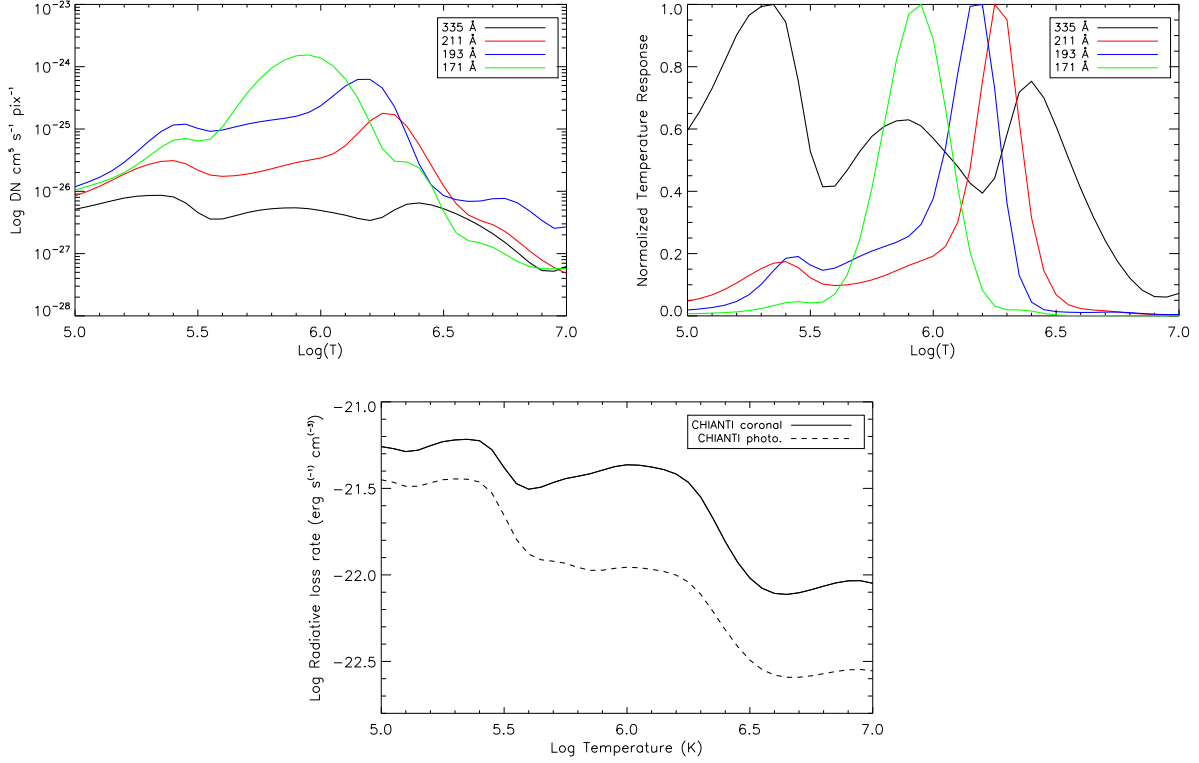 335 Å
211 Å
193 Å
171 Å
10⁻²³
10⁻²⁴
10⁻²⁵
10⁻²⁶
10⁻²⁷
10⁻²⁸
Log DN cm⁵ s⁻¹ pix⁻¹
5.0 5.5 6.0 6.5 7.0
Log(T)
335 Å
211 Å
193 Å
171 Å
1.0
0.8
0.6
0.4
0.2
0.0
Normalized Temperature Response
5.0 5.5 6.0 6.5 7.0
Log(T)
CHIANTI coronal
CHIANTI photo.
−21.0
−21.5
−22.0
−22.5
Log Radiative loss rate (erg s⁽⁻¹⁾ cm⁽⁻³⁾)
5.0 5.5 6.0 6.5 7.0
Log Temperature (K)